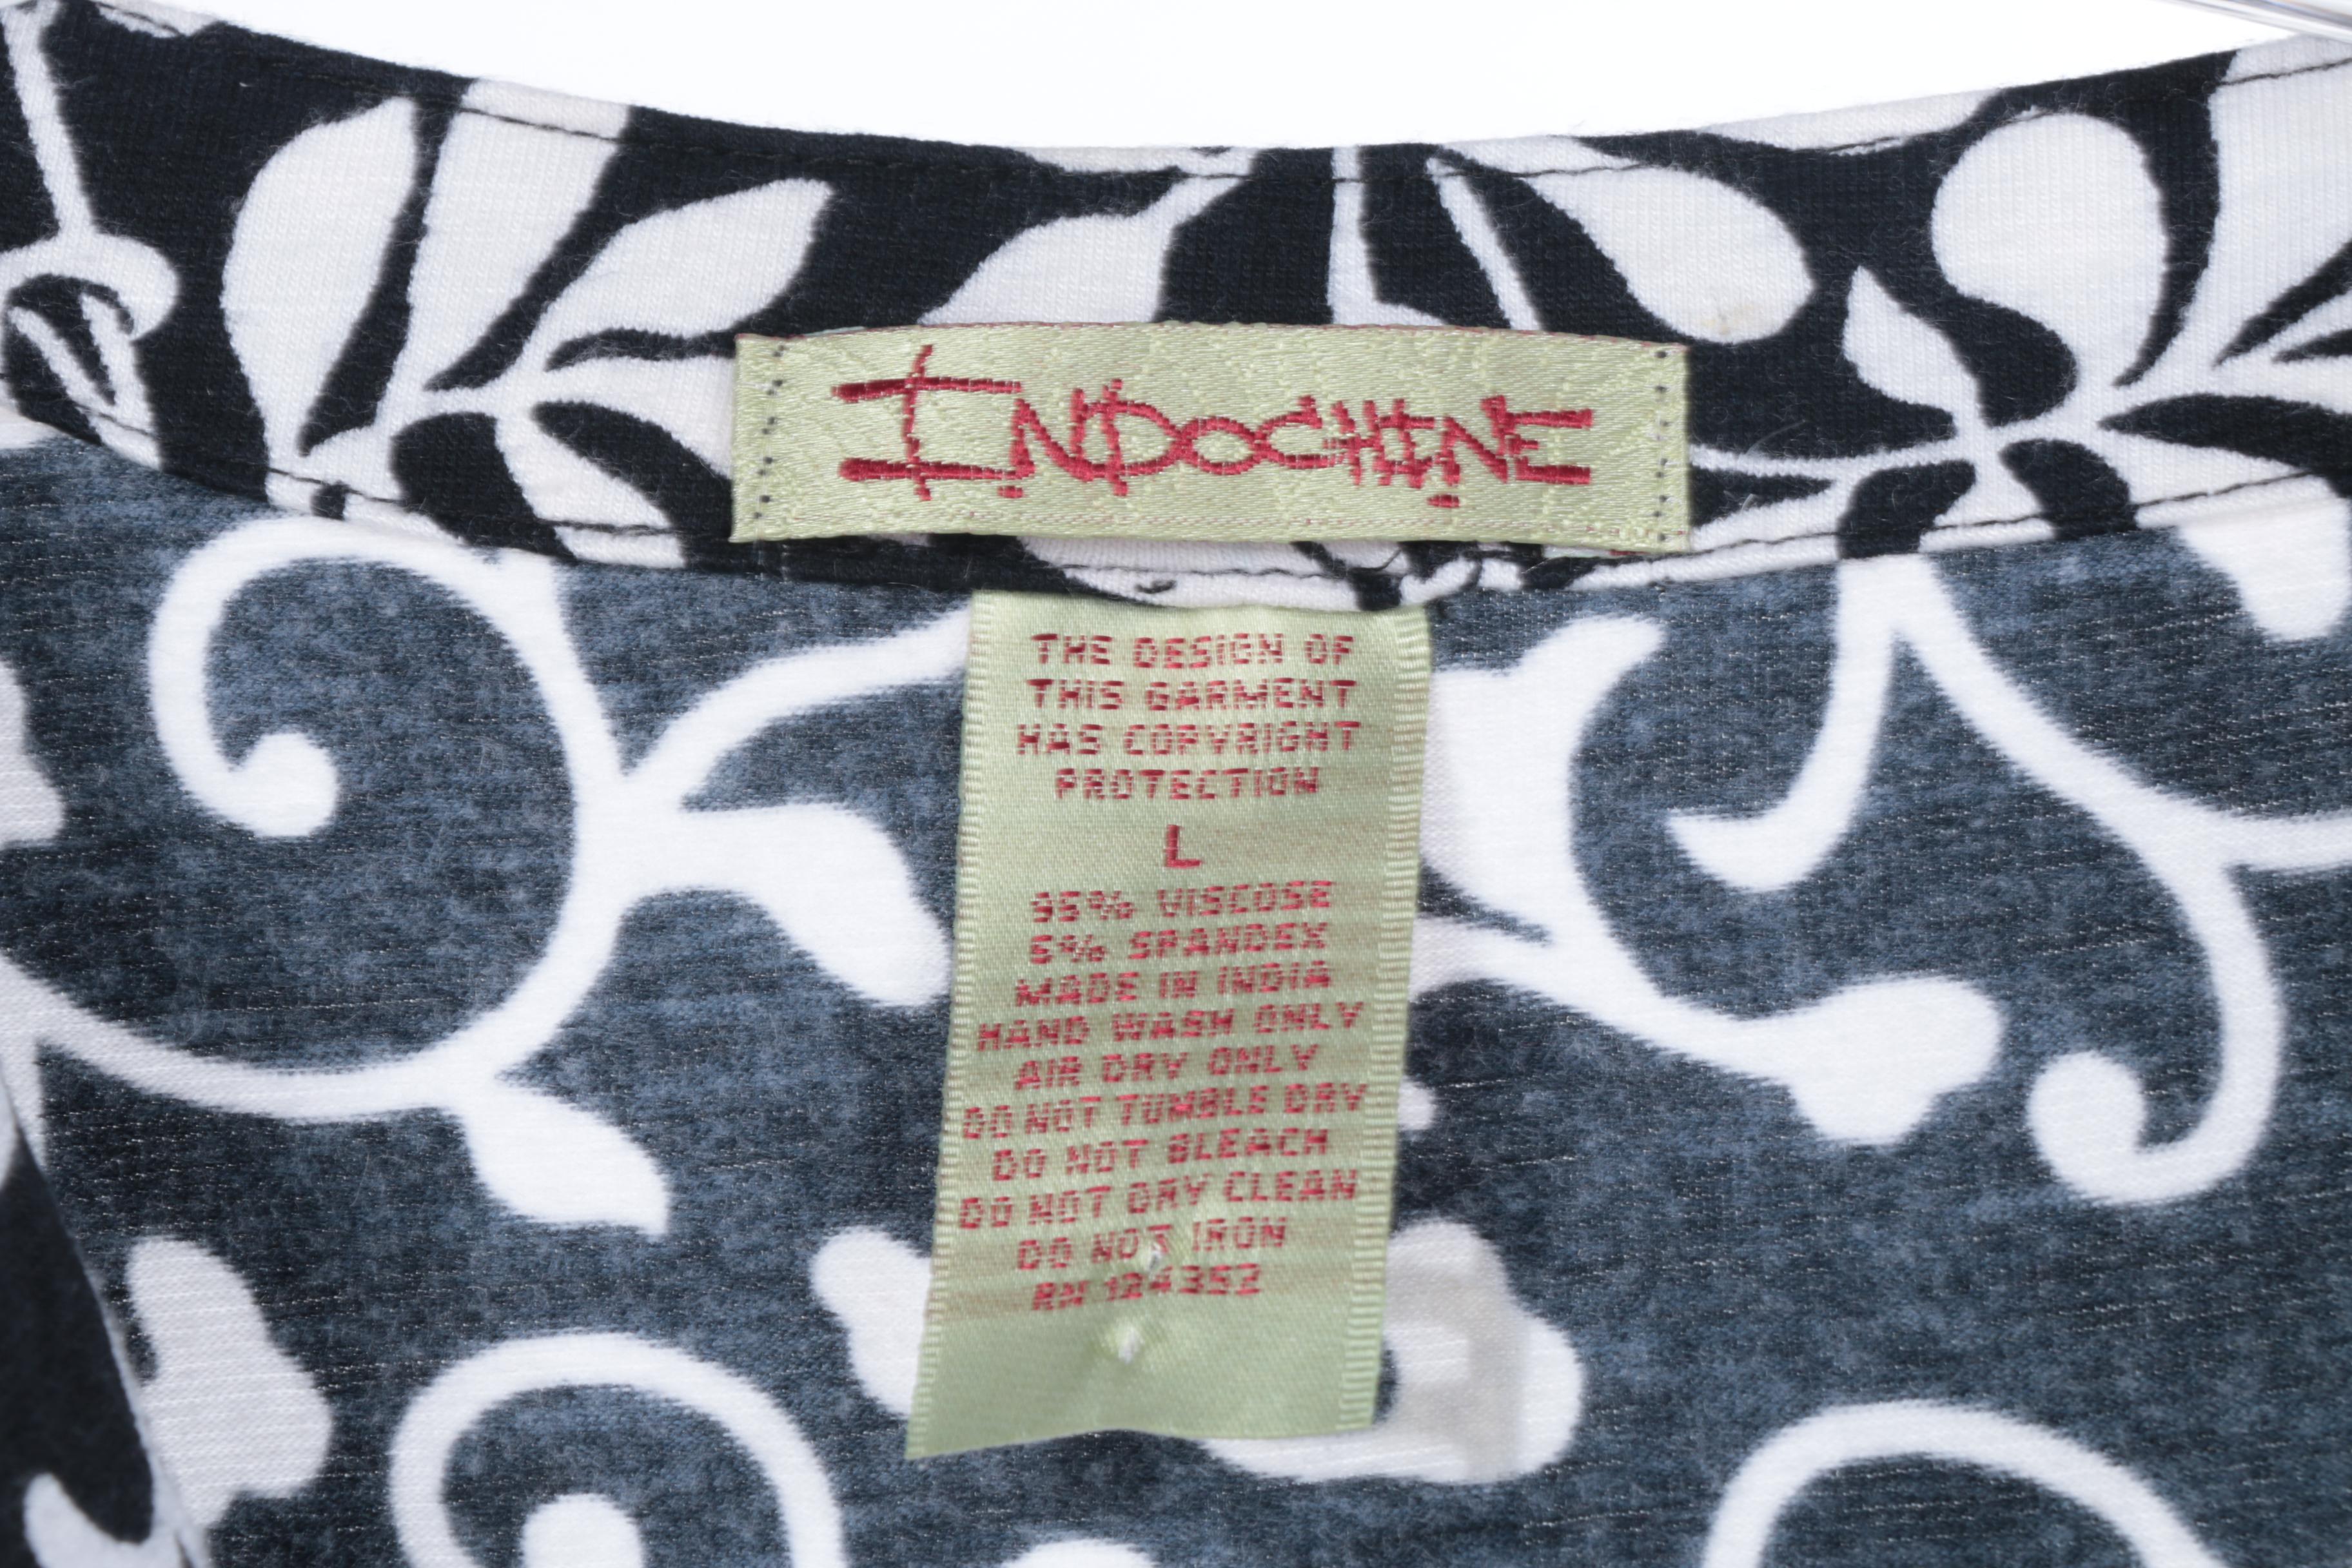 INDOCHINE
THE DESIGN OF
THIS GARMENT
HAS COPYRIGHT
PROTECTION
L
95% VISCOSE
5% SPANDEX
MADE IN INDIA
HAND WASH ONLY
AIR DRY ONLY
DO NOT TUMBLE DRY
DO NOT BLEACH
DO NOT DRY CLEAN
DO NOT IRON
RN 124352